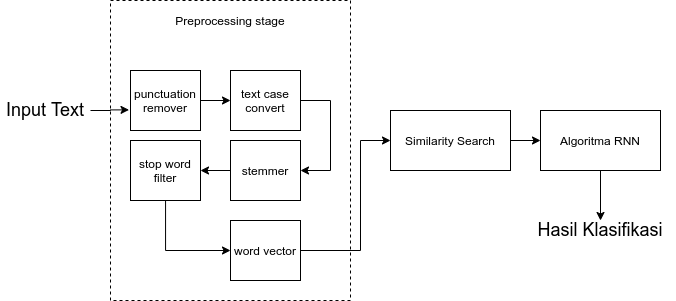 Preprocessing stage
Input Text
punctuation
remover
text case
convert
stemmer
stop word
filter
word vector
Similarity Search
Algoritma RNN
Hasil Klasifikasi